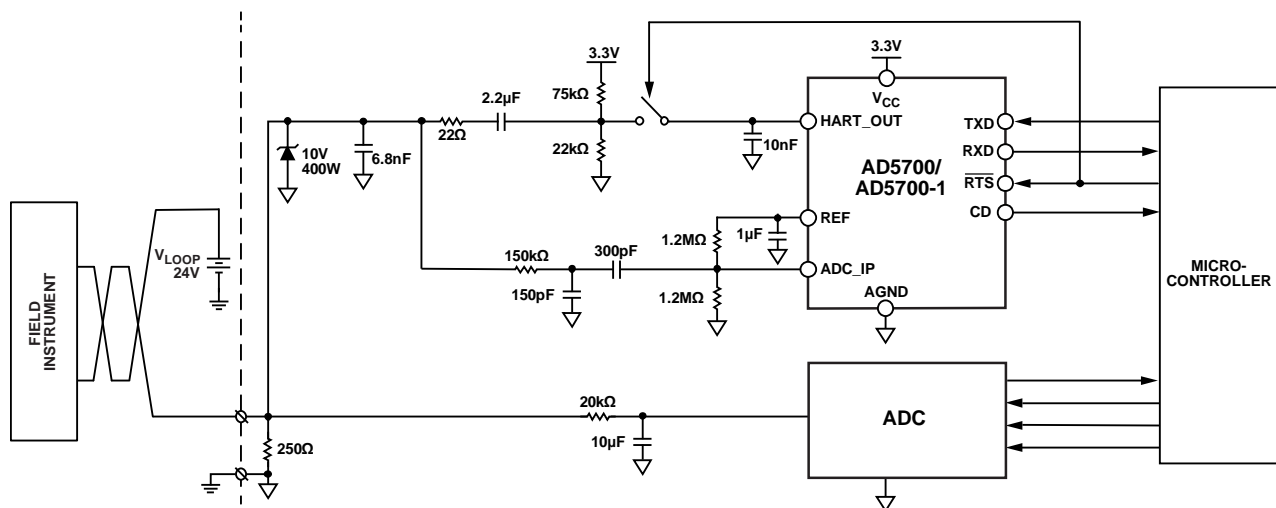 FIELD
INSTRUMENT
VLOOP
24V
10V
400W
6.8nF
22Ω
2.2µF
3.3V
75kΩ
22kΩ
10nF
150kΩ
150pF
300pF
1.2MΩ
1.2MΩ
1µF
3.3V
VCC
HART_OUT
REF
ADC_IP
AGND
AD5700/
AD5700-1
TXD
RXD
RTS
CD
MICRO-
CONTROLLER
250Ω
20kΩ
10µF
ADC